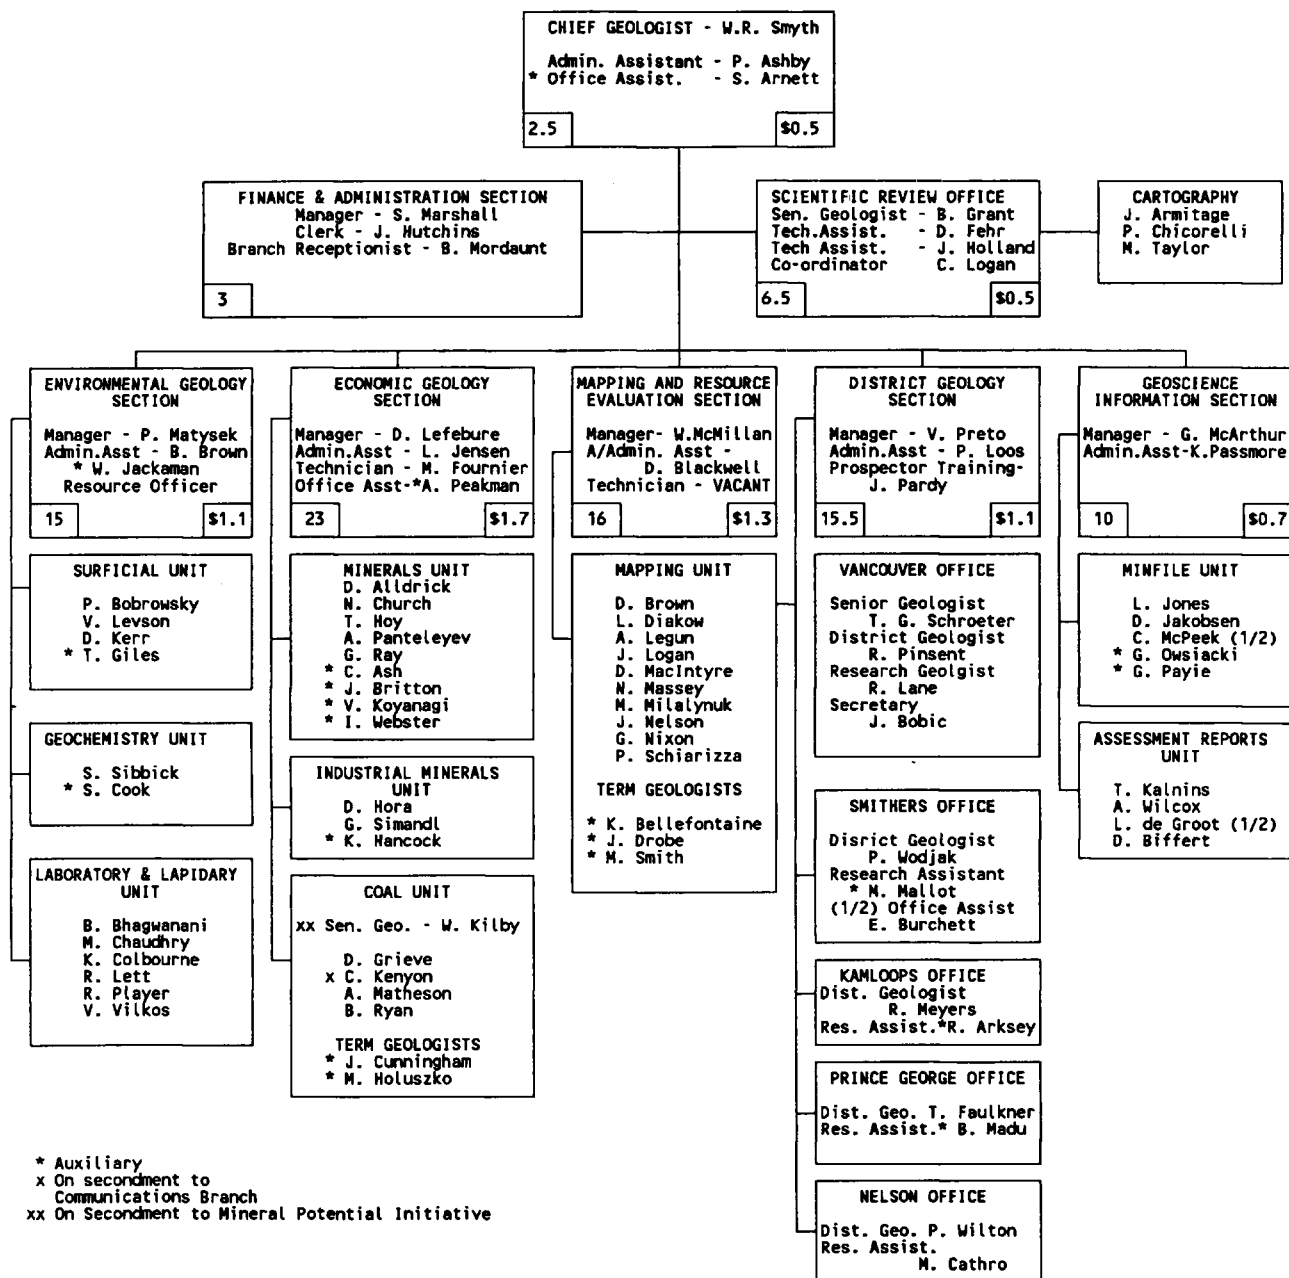 CHIEF GEOLOGIST - W.R. Smyth
Admin. Assistant - P. Ashby
* Office Assist. - S. Arnett
2.5
$0.5
FINANCE & ADMINISTRATION SECTION
Manager - S. Marshall
Clerk - J. Hutchins
Branch Receptionist - B. Mordaunt
3
SCIENTIFIC REVIEW OFFICE
Sen. Geologist - B. Grant
Tech.Assist. - D. Fehr
Tech Assist. - J. Holland
Co-ordinator C. Logan
6.5
$0.5
CARTOGRAPHY
J. Armitage
P. Chicorelli
M. Taylor
ENVIRONMENTAL GEOLOGY
SECTION
Manager - P. Matysek
Admin.Asst - B. Brown
* W. Jackaman
Resource Officer
15
$1.1
SURFICIAL UNIT
P. Bobrowsky
V. Levson
D. Kerr
* T. Giles
GEOCHEMISTRY UNIT
S. Sibbick
* S. Cook
LABORATORY & LAPIDARY
UNIT
B. Bhagwanani
M. Chaudhry
K. Colbourne
R. Lett
R. Player
V. Vilkos
ECONOMIC GEOLOGY
SECTION
Manager - D. Lefebure
Admin.Asst - L. Jensen
Technician - M. Fournier
Office Asst-*A. Peakman
23
$1.7
MINERALS UNIT
D. Alldrick
N. Church
T. Hoy
A. Panteleyev
G. Ray
* C. Ash
* J. Britton
* V. Koyanagi
* I. Webster
INDUSTRIAL MINERALS
UNIT
D. Hora
G. Simandl
* K. Hancock
COAL UNIT
xx Sen. Geo. - W. Kilby
D. Grieve
x C. Kenyon
A. Matheson
B. Ryan
TERM GEOLOGISTS
* J. Cunningham
* M. Holuszko
MAPPING AND RESOURCE
EVALUATION SECTION
Manager- W.McMillan
A/Admin. Asst -
D. Blackwell
Technician - VACANT
16
$1.3
MAPPING UNIT
D. Brown
L. Diakow
A. Legun
J. Logan
D. MacIntyre
N. Massey
M. Milalynuk
J. Nelson
G. Nixon
P. Schiarizza
TERM GEOLOGISTS
* K. Bellefontaine
* J. Drobe
* M. Smith
DISTRICT GEOLOGY
SECTION
Manager - V. Preto
Admin.Asst - P. Loos
Prospector Training-
J. Pardy
15.5
$1.1
VANCOUVER OFFICE
Senior Geologist
T. G. Schroeter
District Geologist
R. Pinsent
Research Geolgist
R. Lane
Secretary
J. Bobic
SMITHERS OFFICE
Disrict Geologist
P. Wodjak
Research Assistant
* M. Mallot
(1/2) Office Assist
E. Burchett
KAMLOOPS OFFICE
Dist. Geologist
R. Meyers
Res. Assist.*R. Arksey
PRINCE GEORGE OFFICE
Dist. Geo. T. Faulkner
Res. Assist.* B. Madu
NELSON OFFICE
Dist. Geo. P. Wilton
Res. Assist.
M. Cathro
GEOSCIENCE
INFORMATION SECTION
Manager - G. McArthur
Admin.Asst-K.Passmore
10
$0.7
MINFILE UNIT
L. Jones
D. Jakobsen
C. McPeek (1/2)
* G. Owsiacki
* G. Payie
ASSESSMENT REPORTS
UNIT
T. Kalnins
A. Wilcox
L. de Groot (1/2)
D. Biffert
* Auxiliary
x On secondment to
Communications Branch
xx On Secondment to Mineral Potential Initiative